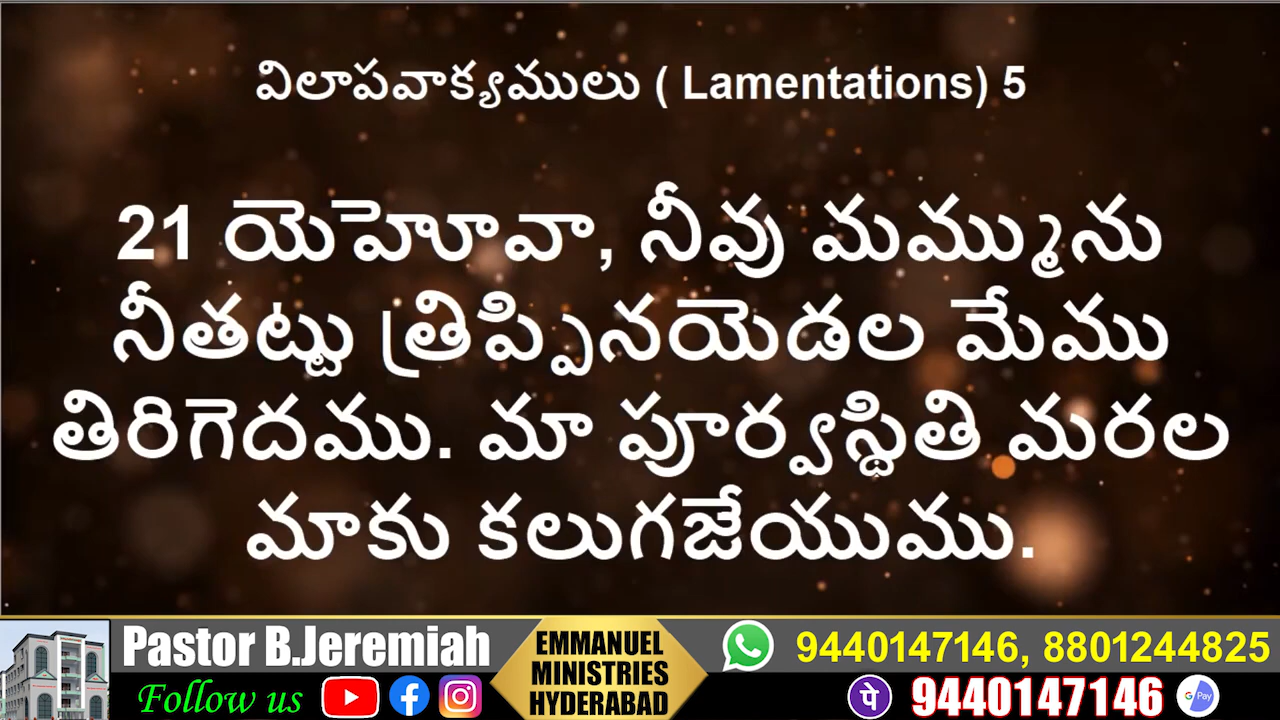 విలాపవాక్యములు ( Lamentations) 5
21 యెహెూవా, నీవు మమ్మును
నీతట్టు త్రిప్పినయెడల మేము
తిరిగెదము. మా పూర్వస్థితి మరల
మాకు కలుగజేయుము.
Pastor B.Jeremiah
Follow us
EMMANUEL
MINISTRIES
HYDERABAD
9440147146, 8801244825
पे 9440147146 G Pay